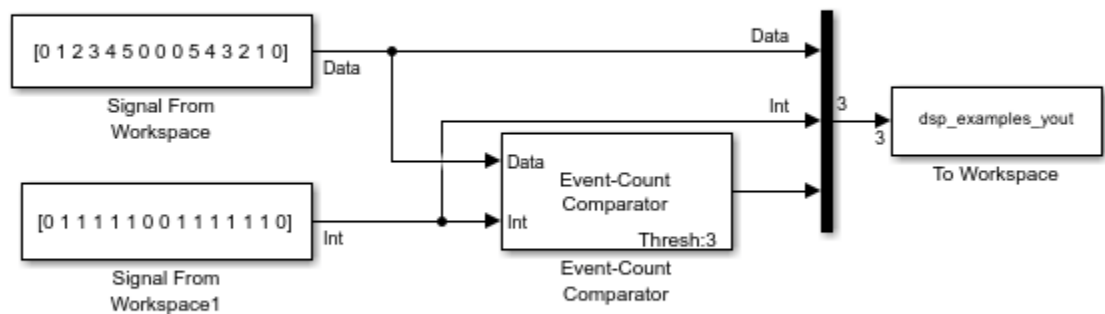 [0 1 2 3 4 5 0 0 0 5 4 3 2 1 0]
Data
Signal From
Workspace
Data
Int
3
3
dsp_examples_yout
To Workspace
Data
Int
Event-Count
Comparator
Thresh:3
Event-Count
Comparator
[0 1 1 1 1 1 0 0 1 1 1 1 1 1 0]
Int
Signal From
Workspace1